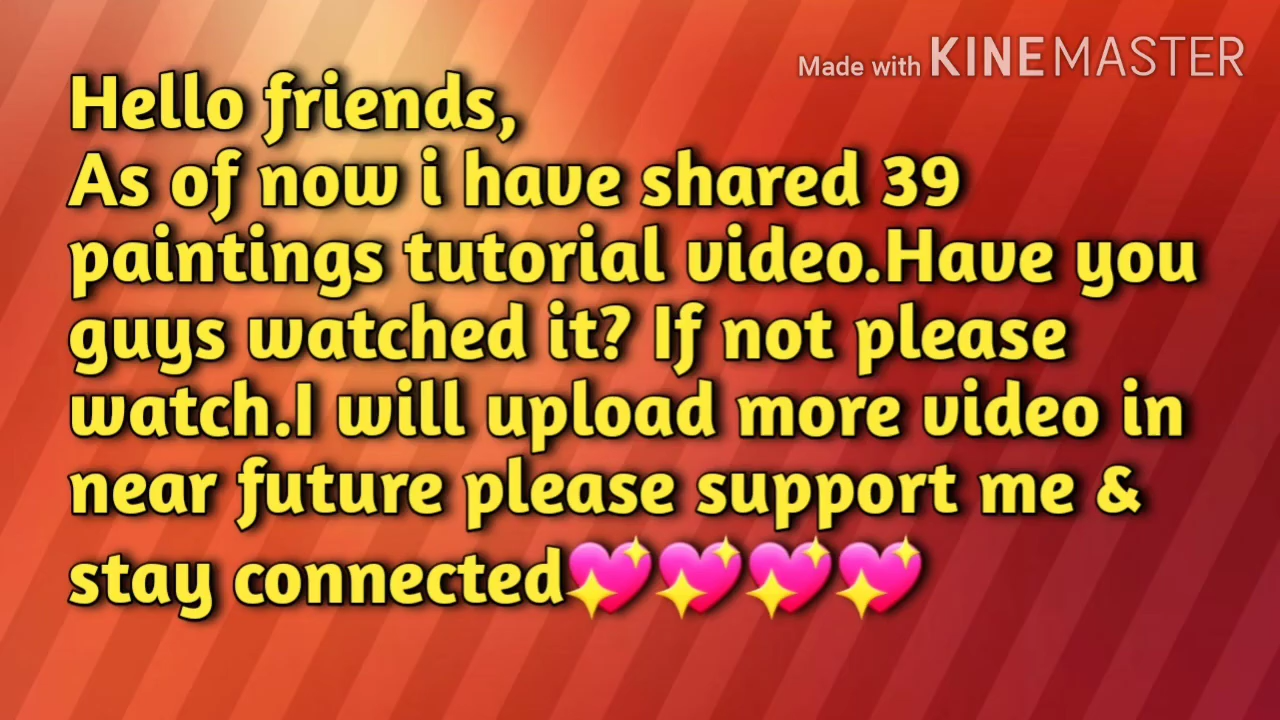 Made with KINEMASTER
Hello friends,
As of now i have shared 39
paintings tutorial video.Have you
guys watched it? If not please
watch.I will upload more video in
near future please support me &
stay connected💖💖💖💖